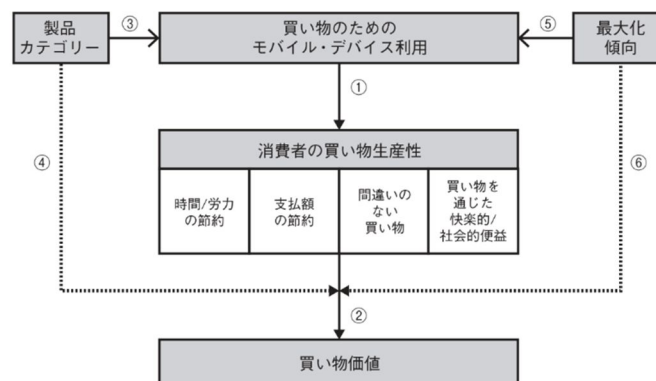 製品
カテゴリー
③
買い物のための
モバイル・デバイス利用
⑤
最大化
傾向
①
④
⑥
消費者の買い物生産性
時間/労力
の節約
支払額
の節約
間違いの
ない
買い物
買い物を
通じた
快楽的/
社会的便益
②
買い物価値